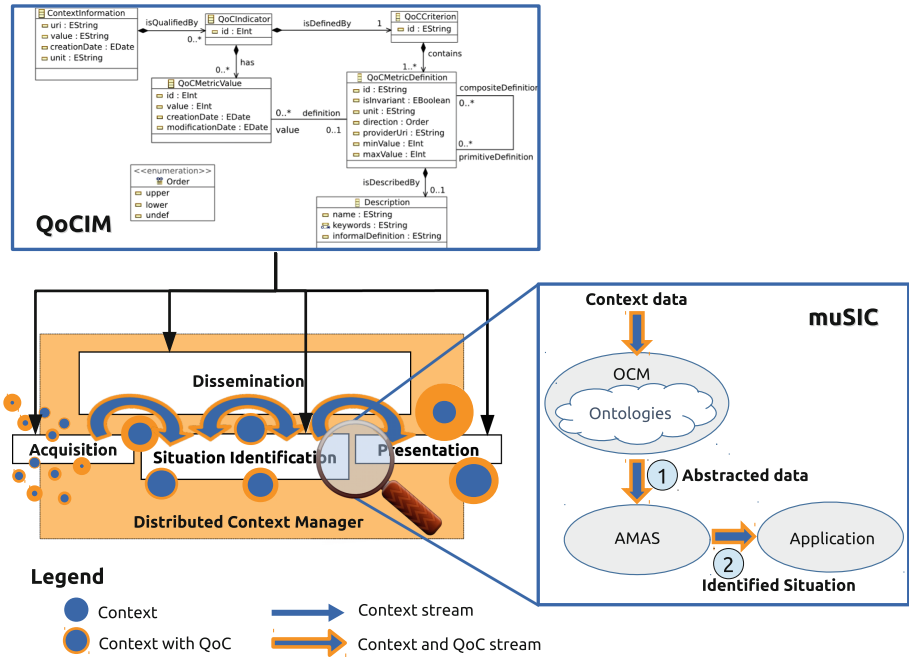 ContextInformation
uri : EString
value : EString
creationDate : EDate
unit : EString
isQualifiedBy
0..*
QoCIndicator
id : EInt
isDefinedBy
1
QoCCriterion
id : EString
has
0..*
contains
1..*
QoCMetricValue
id : EInt
value : EInt
creationDate : EDate
modificationDate : EDate
0..* definition
value 0..1
QoCMetricDefinition
id : EString
isInvariant : EBoolean
unit : EString
direction : Order
providerUri : EString
minValue : EInt
maxValue : EInt
compositeDefinition
0..*
0..*
primitiveDefinition
<<enumeration>>
Order
upper
lower
undef
isDescribedBy
0..1
Description
name : EString
keywords : EString
informalDefinition : EString
QoCIM
Dissemination
Acquisition
Situation Identification
Presentation
Distributed Context Manager
muSIC
Context data
OCM
Ontologies
1 Abstracted data
AMAS
Application
2
Identified Situation
Legend
Context
Context stream
Context with QoC
Context and QoC stream